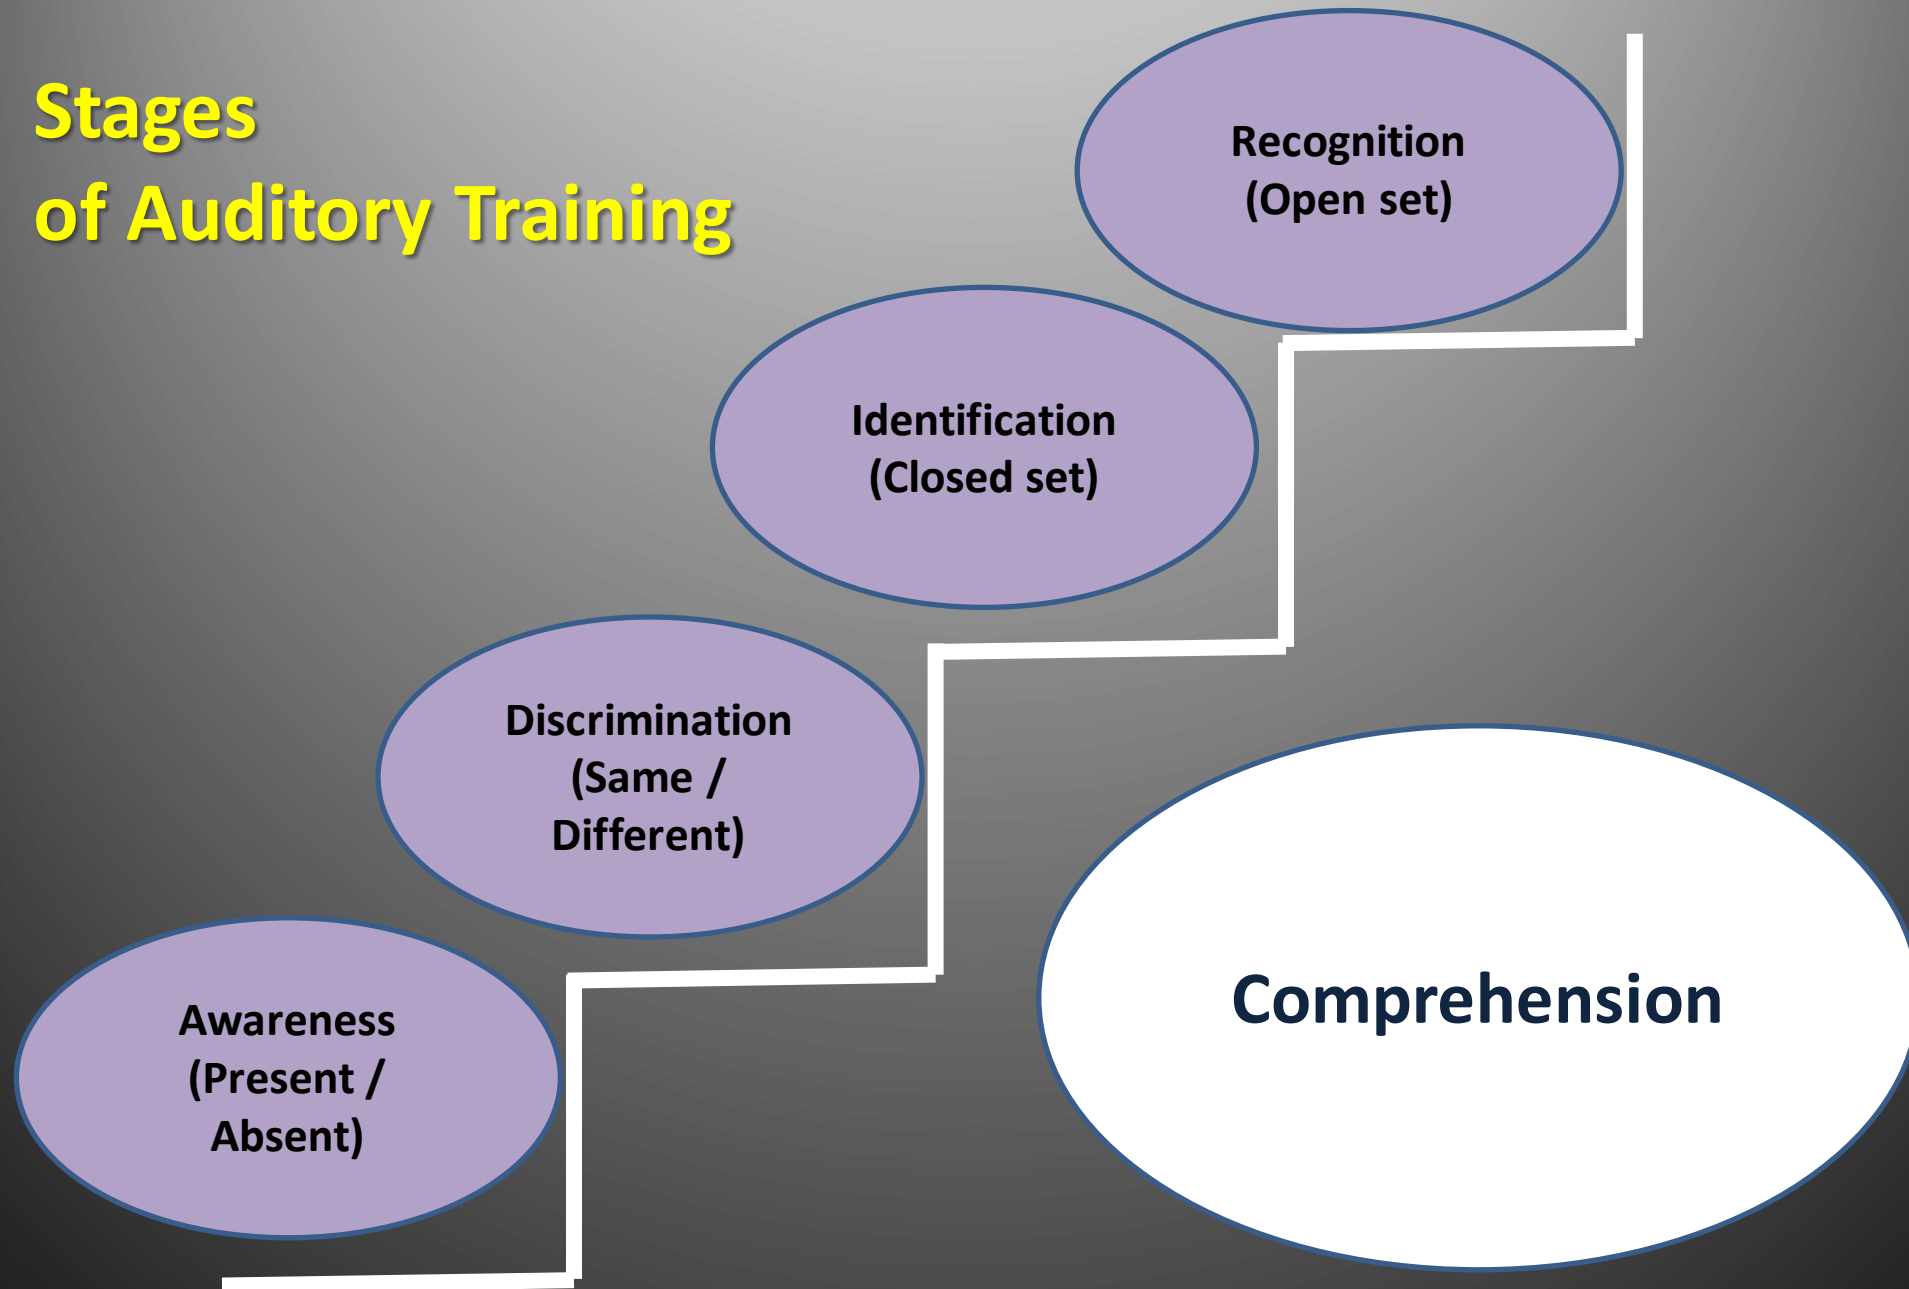 Stages
of Auditory Training
Recognition
(Open set)
Identification
(Closed set)
Discrimination
(Same /
Different)
Awareness
(Present /
Absent)
Comprehension